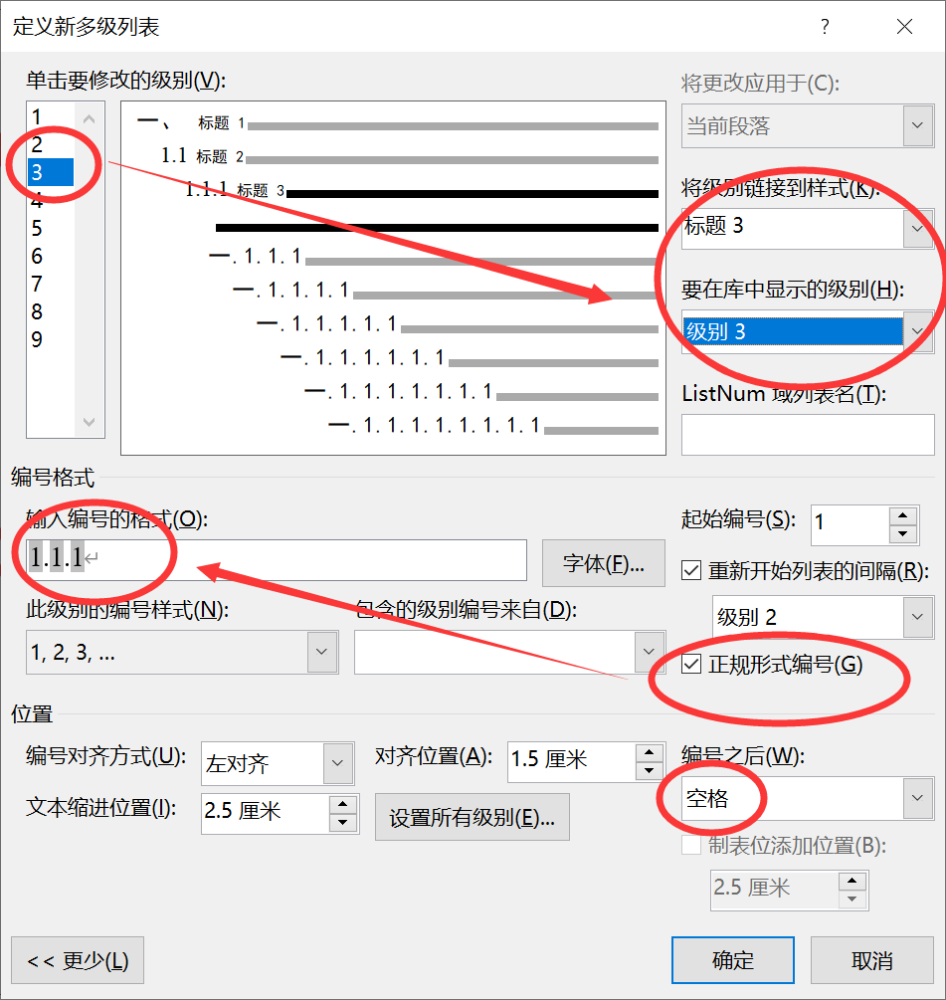 定义新多级列表
单击要修改的级别(V):
将更改应用于(C):
1
2
3
4
5
6
7
8
9
一、 标题 1
1.1 标题 2
1.1.1 标题 3
一.1.1.1
一.1.1.1.1
一.1.1.1.1.1
一.1.1.1.1.1.1
一.1.1.1.1.1.1.1
一.1.1.1.1.1.1.1.1
当前段落
将级别链接到样式(K):
标题 3
要在库中显示的级别(H):
级别 3
ListNum 域列表名(T):
编号格式
输入编号的格式(O):
1.1.1↵
字体(F)...
起始编号(S): 1
重新开始列表的间隔(R):
级别 2
此级别的编号样式(N):
包含的级别编号来自(D):
1, 2, 3, ...
正规形式编号(G)
位置
编号对齐方式(U): 左对齐
对齐位置(A): 1.5 厘米
编号之后(W):
空格
文本缩进位置(I): 2.5 厘米
设置所有级别(E)...
制表位添加位置(B):
2.5 厘米
<< 更少(L)
确定
取消